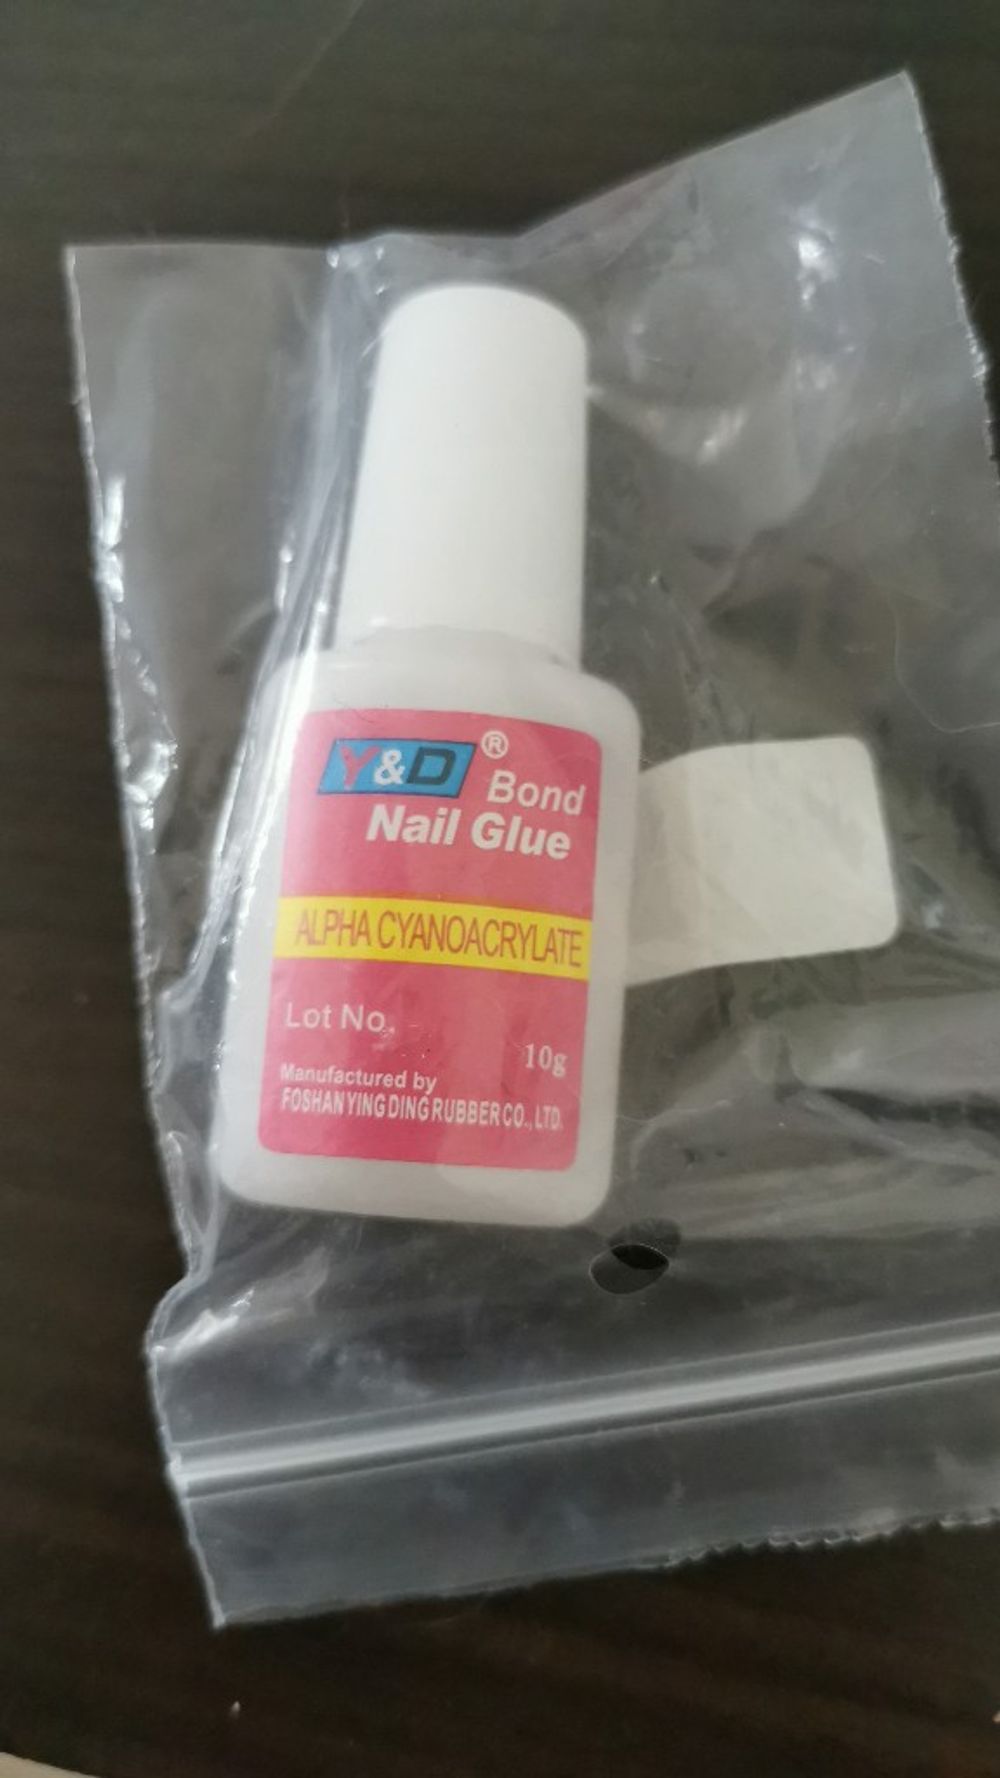 Y&D®
Bond
Nail Glue
ALPHA CYANOACRYLATE
Lot No.
10g
Manufactured by
FOSHAN YING DING RUBBER CO., LTD.